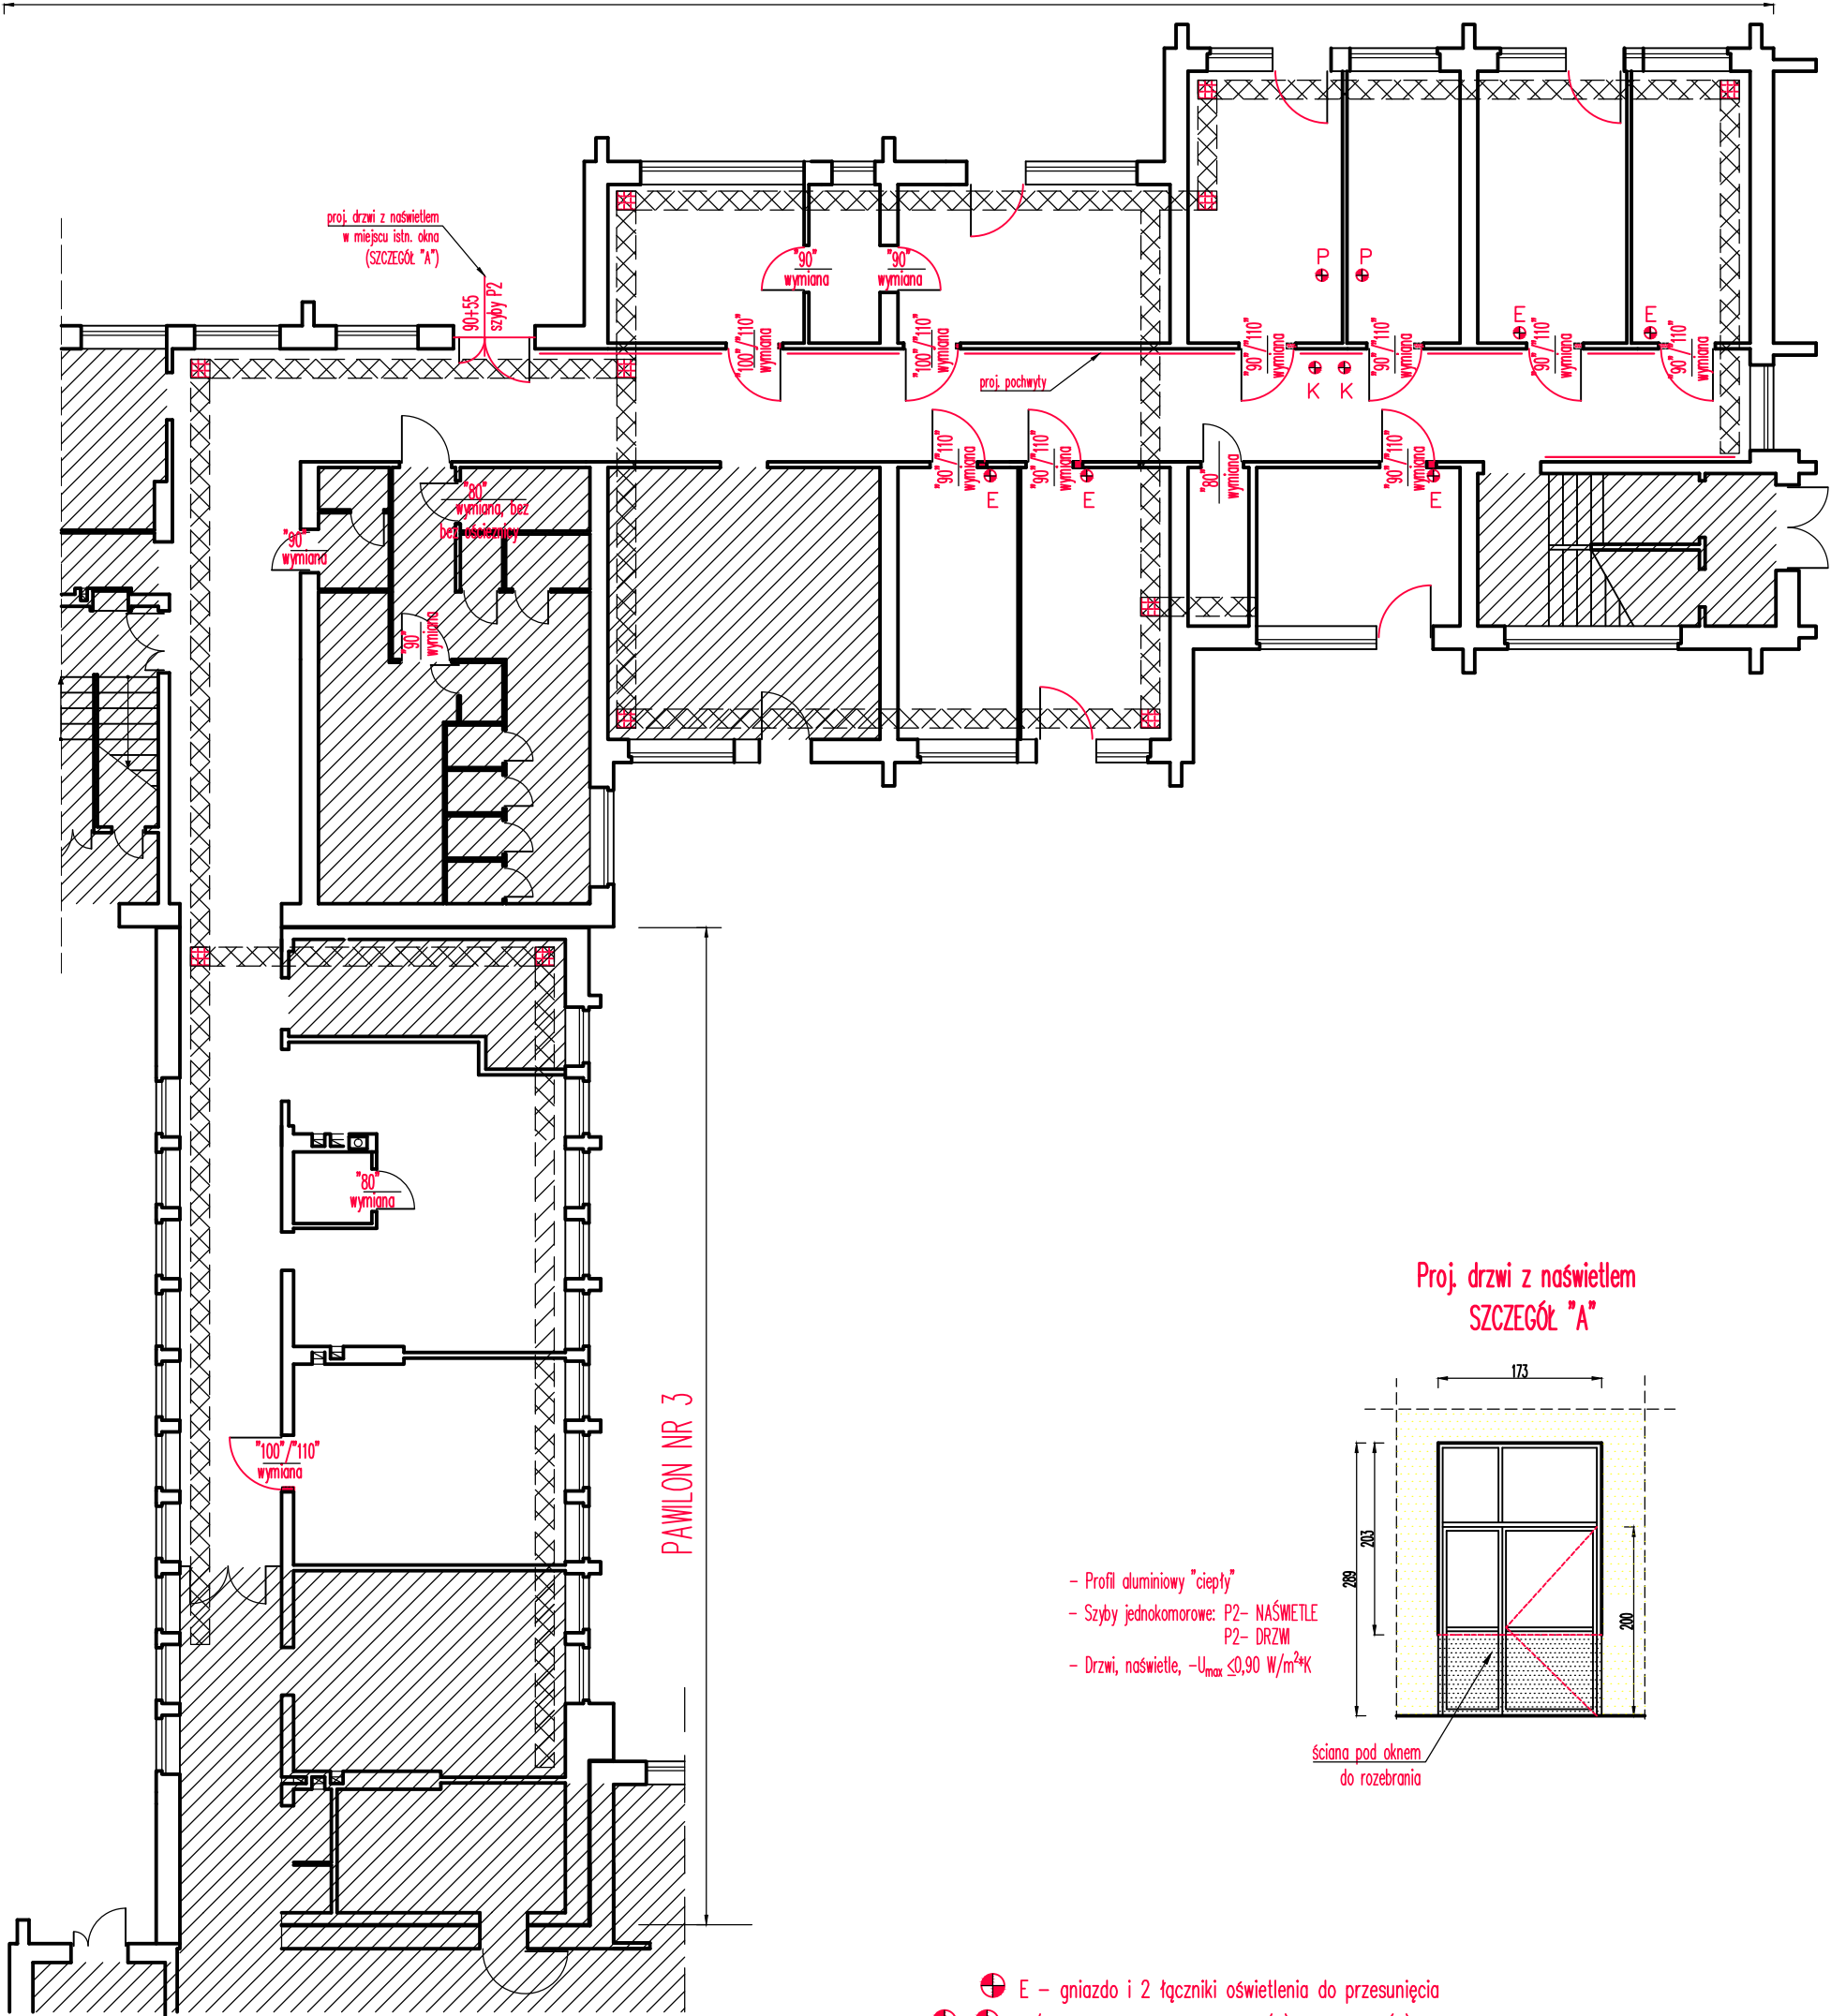 proj. drzwi z naświetlem
w miejscu istn. okna
(SZCZEGÓŁ "A")
90+55
szyby P2
"90"
wymiana
"90"
wymiana
"100"/"110"
wymiana
"100"/"110"
wymiana
proj. pochwyty
P
P
E
E
"90"/"110"
wymiana
K
K
"90"/"110"
wymiana
"90"/"110"
wymiana
"90"/"110"
wymiana
"90"/"110"
wymiana
E
"90"/"110"
wymiana
E
"80"
wymiana
"90"/"110"
wymiana
E
"80"
wymiana, bez
bez ościeżnicy
"90"
wymiana
"90"
wymiana
"80"
wymiana
"100"/"110"
wymiana
PAWILON NR 3
Proj. drzwi z naświetlem
SZCZEGÓŁ "A"
173
289
203
200
- Profil aluminiowy "ciepły"
- Szyby jednokomorowe: P2- NAŚWIETLE
P2- DRZWI
- Drzwi, naświetle, -Umax ≤0,90 W/m²*K
ściana pod oknem
do rozebrania
E - gniazdo i 2 łączniki oświetlenia do przesunięcia